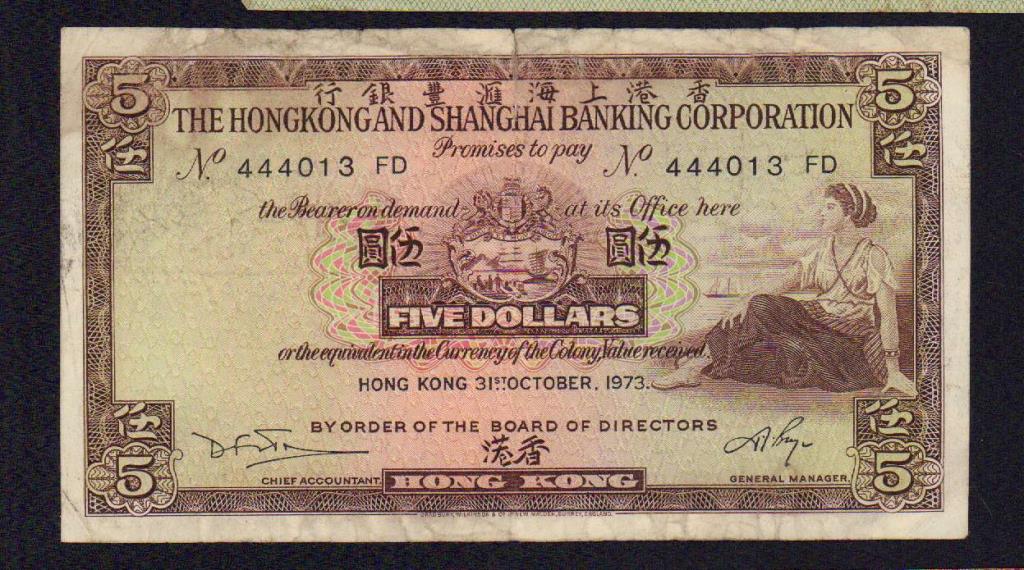 5 5
行銀豐滙海上港香
THE HONGKONG AND SHANGHAI BANKING CORPORATION
伍 伍
Promises to pay
Nº 444013 FD Nº 444013 FD
the Bearer on demand at its Office here
圓伍 圓伍
FIVE DOLLARS
or the equivalent in the Currency of the Colony, Value received.
HONG KONG 31ST OCTOBER, 1973.
伍 伍
BY ORDER OF THE BOARD OF DIRECTORS
港香
5 5
CHIEF ACCOUNTANT. HONG KONG GENERAL MANAGER.